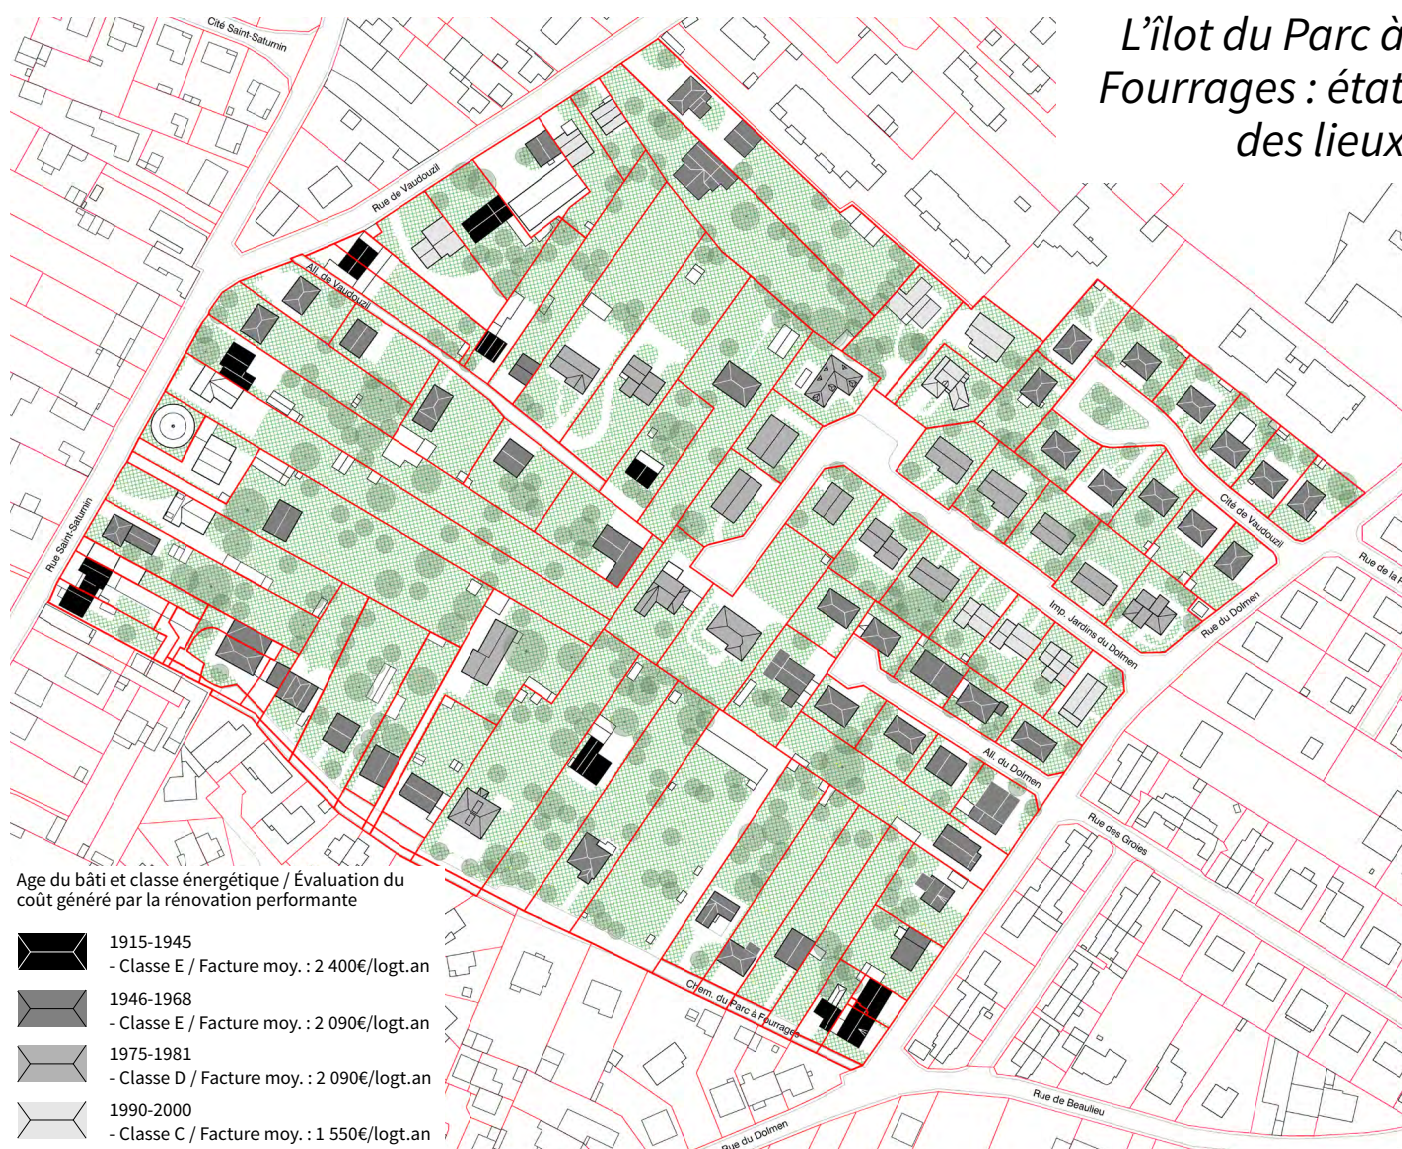 L’îlot du Parc à
Fourrages : état
des lieux
Cité Saint-Saturnin
Rue de Vaudouzil
All. de Vaudouzil
Rue Saint-Saturnin
Cité de Vaudouzil
Rue de la
Rue du Dolmen
Imp. Jardins du Dolmen
All. du Dolmen
Rue des Groies
Chem. du Parc à Fourrages
Rue de Beaulieu
Rue du Dolmen
Age du bâti et classe énergétique / Évaluation du
coût généré par la rénovation performante
1915-1945
- Classe E / Facture moy. : 2 400€/logt.an
1946-1968
- Classe E / Facture moy. : 2 090€/logt.an
1975-1981
- Classe D / Facture moy. : 2 090€/logt.an
1990-2000
- Classe C / Facture moy. : 1 550€/logt.an